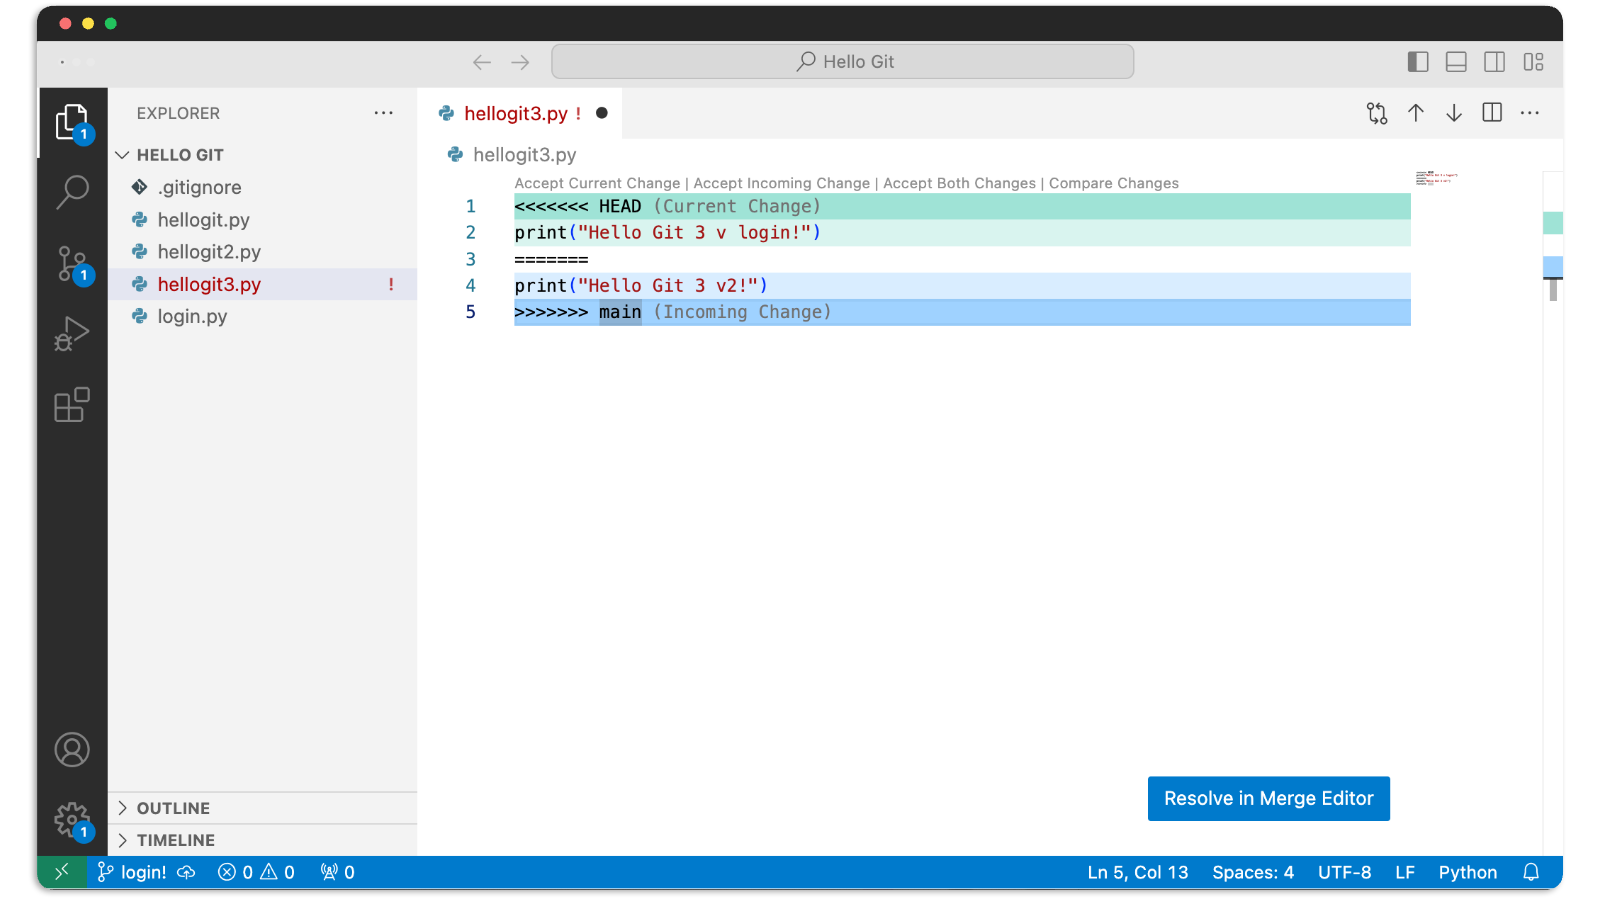 Hello Git
EXPLORER
hellogit3.py !
1
HELLO GIT
hellogit3.py
.gitignore
Accept Current Change | Accept Incoming Change | Accept Both Changes | Compare Changes
hellogit.py
hellogit2.py
hellogit3.py !
login.py
1
1 <<<<<<< HEAD (Current Change)
2 print("Hello Git 3 v login!")
3 =======
4 print("Hello Git 3 v2!")
5 >>>>>>> main (Incoming Change)
Resolve in Merge Editor
OUTLINE
1
TIMELINE
login! 0 0 0 Ln 5, Col 13 Spaces: 4 UTF-8 LF Python